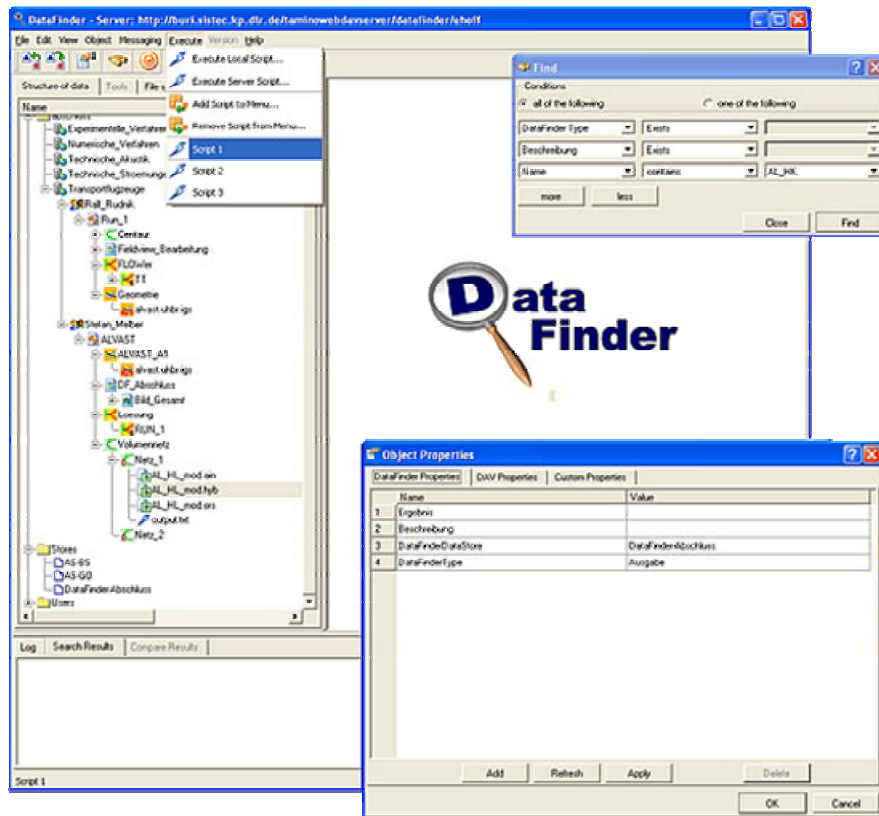 DataFinder - Server: http://buri.sistec.kp.dlr.de/taminowebdavserver/datafinder/ehoff
File Edit View Object Messaging Execute Version Help
Execute Local Script...
Execute Server Script...
Add Script to Menu...
Remove Script from Menu...
Script 1
Script 2
Script 3
Structure of data Tools
Name
Experimentelle_Verfahren
Numerische_Verfahren
Technische_Akustik
Transportflugzeuge
Ralf_Rudnik
Run_1
Centaur
Fieldview_Bearbeitung
FLOWer
Geometrie
alvast.uhbr.igs
Stefan_Melber
ALVAST
ALVAST_A1
alvast.uhbr.igs
DF_Abschluss
Bild_Gesamt
Loesung
RUN_1
Volumennetz
Netz_1
AL_HL_mod.ain
AL_HL_mod.hyb
output.txt
Netz_2
Stores
AS-BS
AS-GO
DataFinderAbschluss
Users
Log Search Results Compare Results
Script 1
Find
Conditions
all of the following one of the following
DataFinder Type Exists
Beschreibung Exists
Name contains AL_HK
more less
Close Find
Data
Finder
Object Properties
DataFinder Properties DAV Properties Custom Properties
Name Value
1 Ergebnis
2 Beschreibung
3 DataFinderDataStore DataFinderAbschluss
4 DataFinderType Ausgabe
Add Refresh Apply Delete
OK Cancel